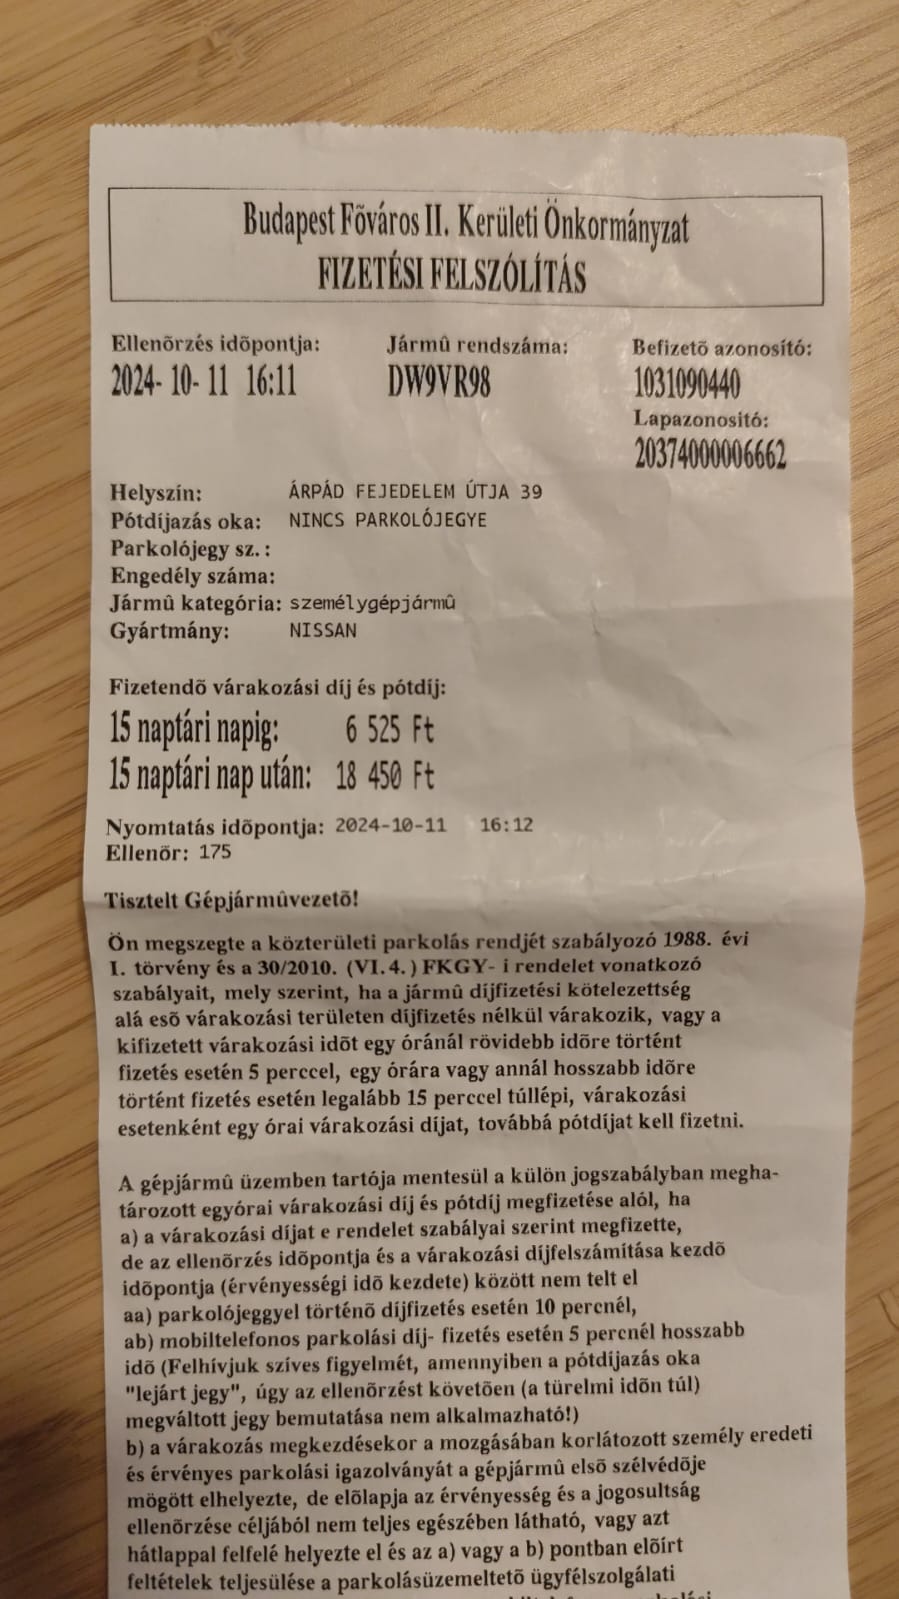 Budapest Fõváros II. Kerületi Önkormányzat
FIZETÉSI FELSZÓLÍTÁS
Ellenõrzés idõpontja: Jármû rendszáma: Befizetõ azonosító:
2024- 10- 11 16:11 DW9VR98 1031090440
Lapazonosító:
20374000006662
Helyszín: ÁRPÁD FEJEDELEM ÚTJA 39
Pótdíjazás oka: NINCS PARKOLÓJEGYE
Parkolójegy sz. :
Engedély száma:
Jármû kategória: személygépjármû
Gyártmány: NISSAN
Fizetendõ várakozási díj és pótdíj:
15 naptári napig: 6 525 Ft
15 naptári nap után: 18 450 Ft
Nyomtatás idõpontja: 2024-10-11 16:12
Ellenõr: 175
Tisztelt Gépjármûvezetõ!
Ön megszegte a közterületi parkolás rendjét szabályozó 1988. évi
I. törvény és a 30/2010. (VI.4. ) FKGY- i rendelet vonatkozó
szabályait, mely szerint, ha a jármû díjfizetési kötelezettség
alá esõ várakozási területen díjfizetés nélkül várakozik, vagy a
kifizetett várakozási idõt egy óránál rövidebb idõre történt
fizetés esetén 5 perccel, egy órára vagy annál hosszabb idõre
történt fizetés esetén legalább 15 perccel túllépi, várakozási
esetenként egy órai várakozási díjat, továbbá pótdíjat kell fizetni.
A gépjármû üzemben tartója mentesül a külön jogszabályban megha-
tározott egyórai várakozási díj és pótdíj megfizetése alól, ha
a) a várakozási díjat e rendelet szabályai szerint megfizette,
de az ellenõrzés idõpontja és a várakozási díjfelszámítása kezdõ
idõpontja (érvényességi idõ kezdete) között nem telt el
aa) parkolójeggyel történõ díjfizetés esetén 10 percnél,
ab) mobiltelefonos parkolási díj- fizetés esetén 5 percnél hosszabb
idõ (Felhívjuk szíves figyelmét, amennyiben a pótdíjazás oka
"lejárt jegy", úgy az ellenõrzést követõen (a türelmi idõn túl)
megváltott jegy bemutatása nem alkalmazható!)
b) a várakozás megkezdésekor a mozgásában korlátozott személy eredeti
és érvényes parkolási igazolványát a gépjármû elsõ szélvédõje
mögött elhelyezte, de elõlapja az érvényesség és a jogosultság
ellenõrzése céljából nem teljes egészében látható, vagy azt
hátlappal felfelé helyezte el és az a) vagy a b) pontban elõírt
feltételek teljesülése a parkolásüzemeltetõ ügyfélszolgálati